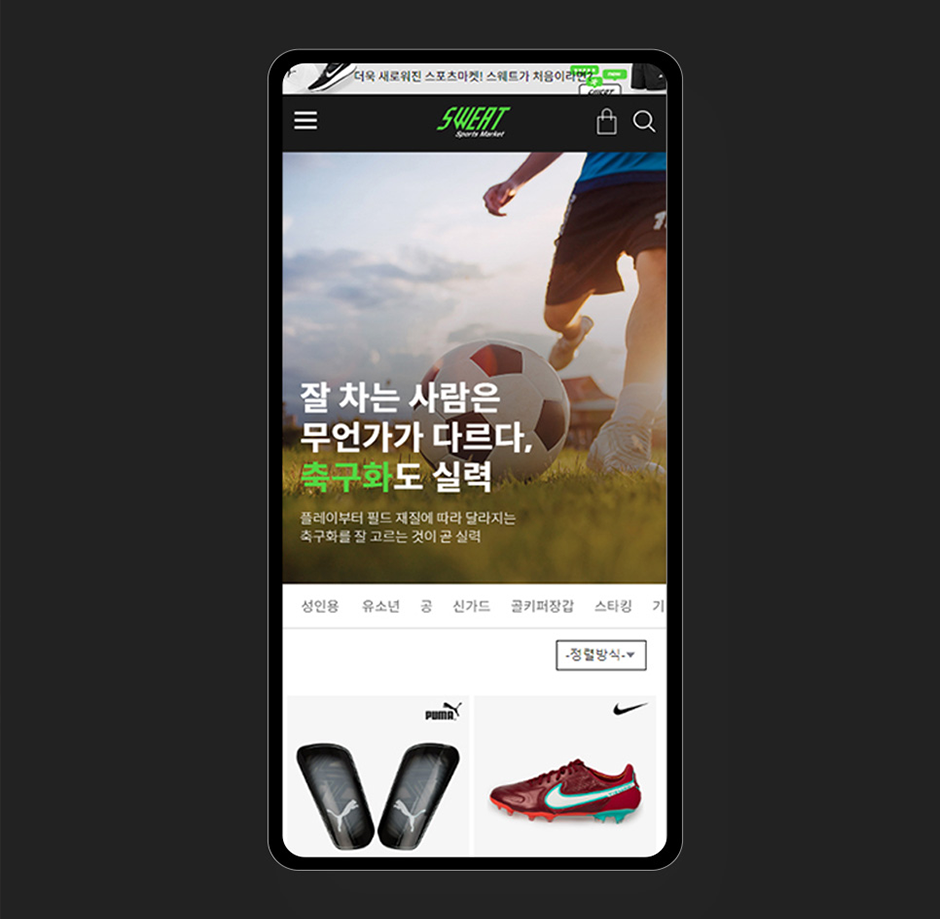 더욱 새로워진 스포츠마켓! 스웨트가 처음이라면?
SWEAT
Sports Market
잘 차는 사람은
무언가가 다르다,
축구화도 실력
플레이부터 필드 재질에 따라 달라지는
축구화를 잘 고르는 것이 곧 실력
성인용 유소년 공 신가드 골키퍼장갑 스타킹 기
-정렬방식-
PUMA